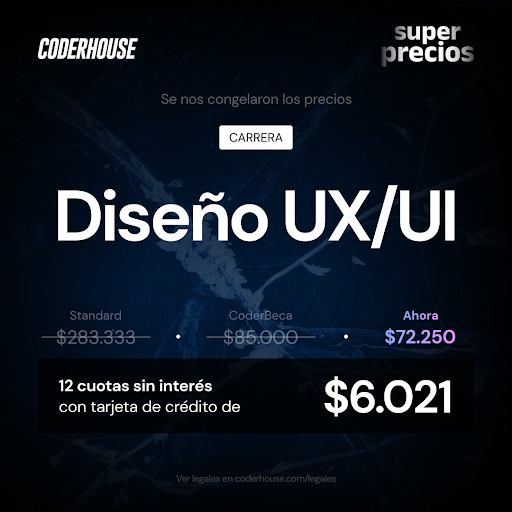 CODERHOUSE
super
precios
Se nos congelaron los precios
CARRERA
Diseño UX/UI
Standard
CoderBeca
Ahora
$283.333
$85.000
$72.250
12 cuotas sin interés
con tarjeta de crédito de
$6.021
Ver legales en coderhouse.com/legales